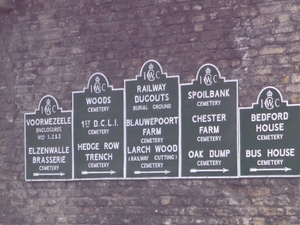 VOORMEZEELE
ENCLOSURES
NOS 1, 2 & 3
ELZENWALLE
BRASSERIE
CEMETERY
WOODS
CEMETERY
1ST D.C.L.I.
CEMETERY
HEDGE ROW
TRENCH
CEMETERY
RAILWAY
DUGOUTS
BURIAL GROUND
BLAUWEPOORT
FARM
CEMETERY
LARCH WOOD
(RAILWAY CUTTING)
CEMETERY
SPOILBANK
CEMETERY
CHESTER
FARM
CEMETERY
OAK DUMP
CEMETERY
BEDFORD
HOUSE
CEMETERY
BUS HOUSE
CEMETERY